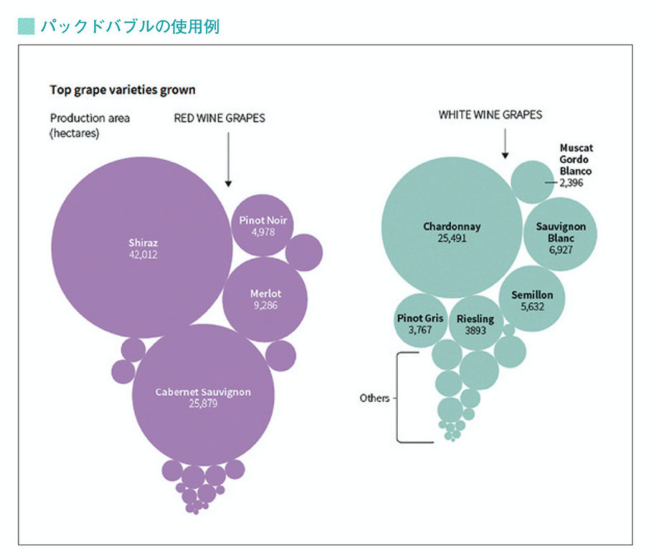 パックドバブルの使用例
Top grape varieties grown
Production area
(hectares)
RED WINE GRAPES
WHITE WINE GRAPES
Shiraz
42,012
Pinot Noir
4,978
Merlot
9,286
Cabernet Sauvignon
25,879
Muscat
Gordo
Blanco
2,396
Chardonnay
25,491
Sauvignon
Blanc
6,927
Semillon
5,632
Pinot Gris
3,767
Riesling
3893
Others